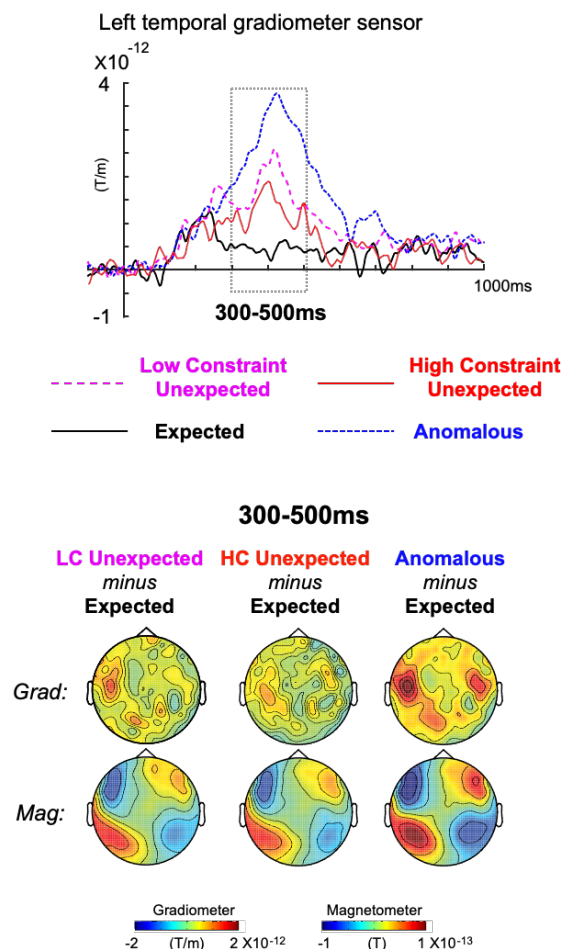 Left temporal gradiometer sensor
X10-12
4
(T/m)
-1
1000ms
300-500ms
Low Constraint Unexpected
High Constraint Unexpected
Expected
Anomalous
300-500ms
LC Unexpected HC Unexpected Anomalous
minus minus minus
Expected Expected Expected
Grad:
Mag:
Gradiometer Magnetometer
-2 (T/m) 2 X10-12 -1 (T) 1 X10-13